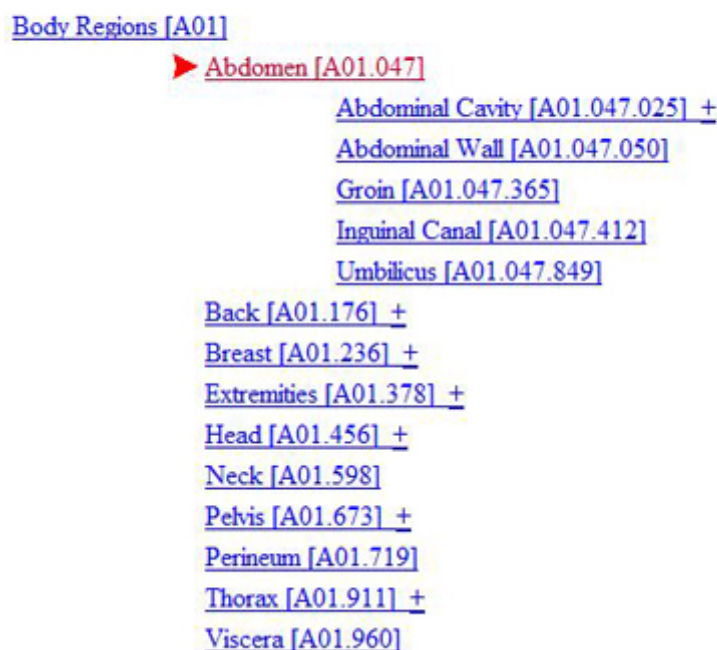 Body Regions [A01]
Abdomen [A01.047]
Abdominal Cavity [A01.047.025] +
Abdominal Wall [A01.047.050]
Groin [A01.047.365]
Inguinal Canal [A01.047.412]
Umbilicus [A01.047.849]
Back [A01.176] +
Breast [A01.236] +
Extremities [A01.378] +
Head [A01.456] +
Neck [A01.598]
Pelvis [A01.673] +
Perineum [A01.719]
Thorax [A01.911] +
Viscera [A01.960]